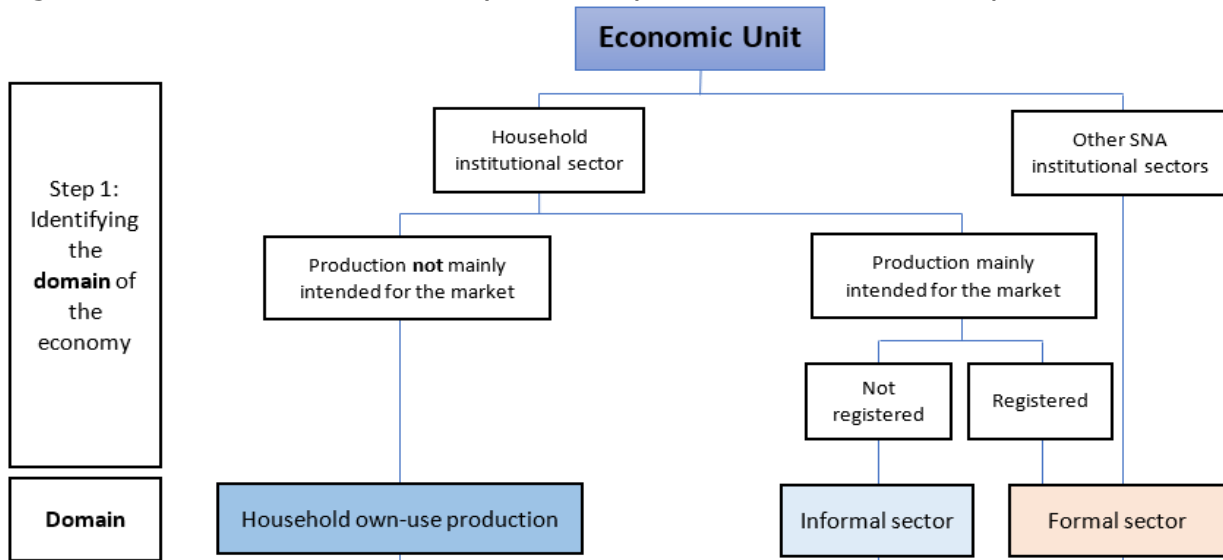 Economic Unit
Household
institutional sector
Other SNA
institutional sectors
Step 1:
Identifying
the
domain of
the
economy
Production not mainly
intended for the market
Production mainly
intended for the market
Not
registered
Registered
Domain
Household own-use production
Informal sector
Formal sector